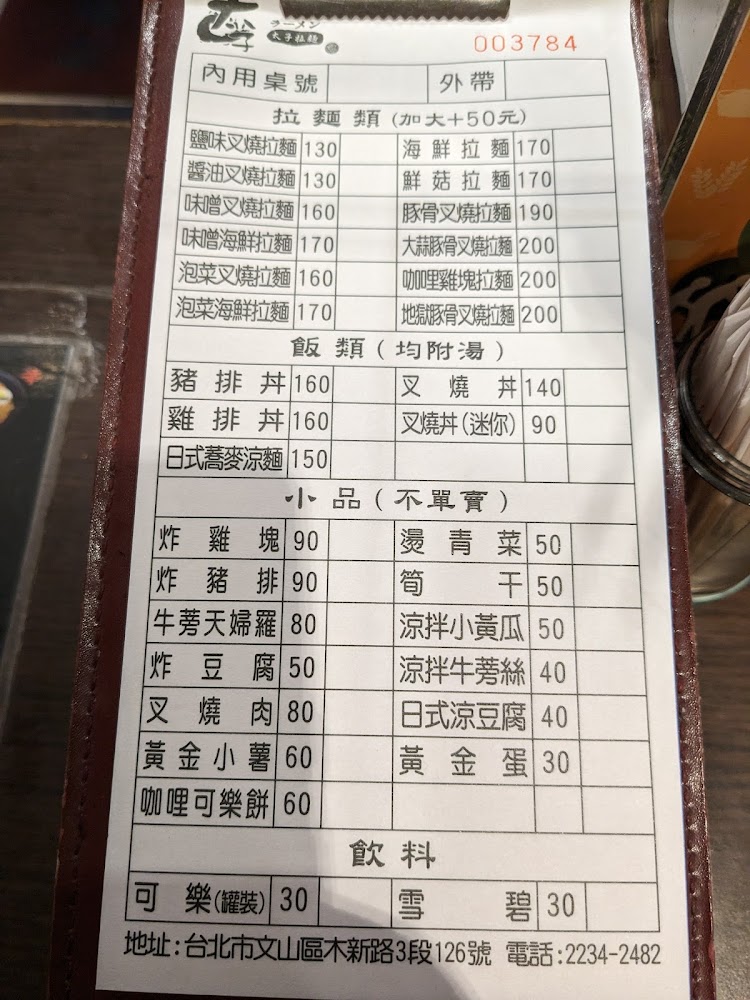 太子 ラーメン
太子拉麵
003784
內用桌號 外帶
拉麵類(加大+50元)
鹽味叉燒拉麵 130 海鮮拉麵 170
醬油叉燒拉麵 130 鮮菇拉麵 170
味噌叉燒拉麵 160 豚骨叉燒拉麵 190
味噌海鮮拉麵 170 大蒜豚骨叉燒拉麵 200
泡菜叉燒拉麵 160 咖哩雞塊拉麵 200
泡菜海鮮拉麵 170 地獄豚骨叉燒拉麵 200
飯類(均附湯)
豬排丼 160 叉燒丼 140
雞排丼 160 叉燒丼(迷你) 90
日式蕎麥涼麵 150
小品(不單賣)
炸雞塊 90 燙青菜 50
炸豬排 90 筍干 50
牛蒡天婦羅 80 涼拌小黃瓜 50
炸豆腐 50 涼拌牛蒡絲 40
叉燒肉 80 日式涼豆腐 40
黃金小薯 60 黃金蛋 30
咖哩可樂餅 60
飲料
可樂(罐裝) 30 雪碧 30
地址:台北市文山區木新路3段126號 電話:2234-2482